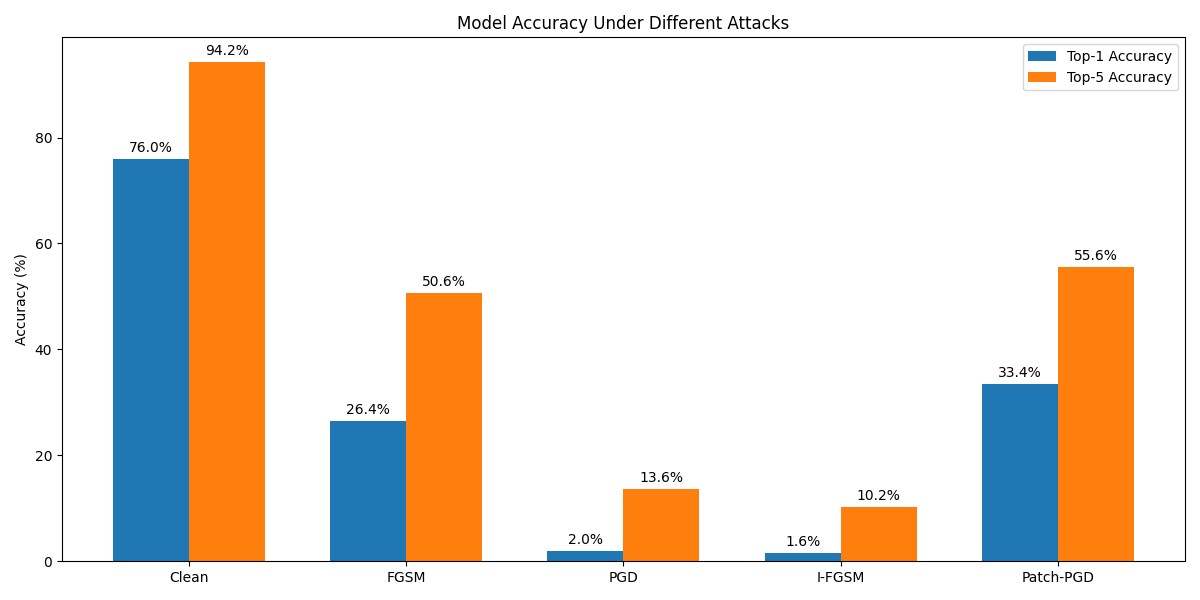 Model Accuracy Under Different Attacks
Top-1 Accuracy
Top-5 Accuracy
Accuracy (%)
80
60
40
20
0
76.0%
94.2%
26.4%
50.6%
2.0%
13.6%
1.6%
10.2%
33.4%
55.6%
Clean
FGSM
PGD
I-FGSM
Patch-PGD